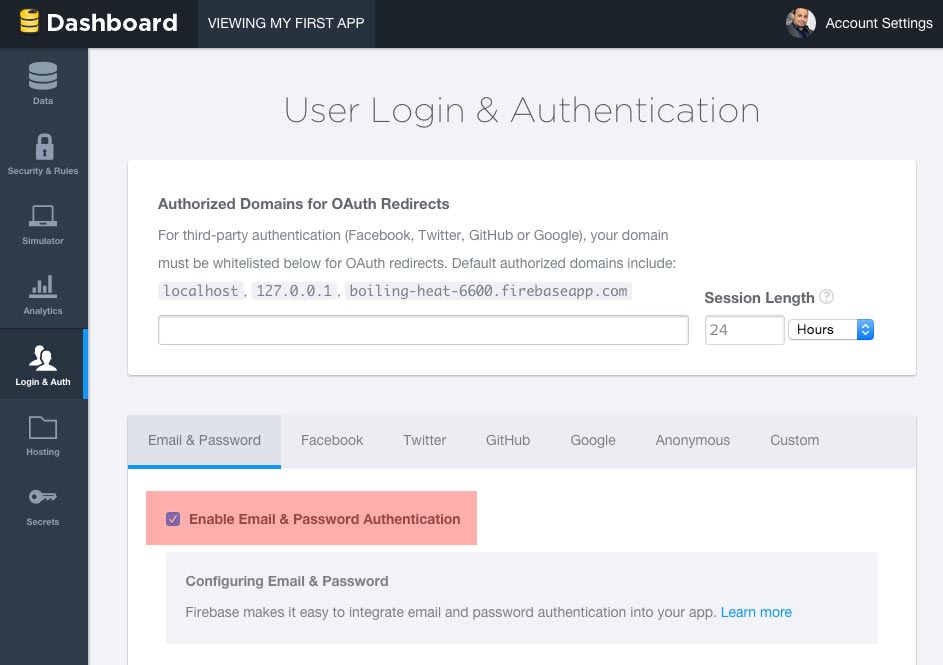 Dashboard
VIEWING MY FIRST APP
Account Settings
Data
Security & Rules
Simulator
Analytics
Login & Auth
Hosting
Secrets
User Login & Authentication
Authorized Domains for OAuth Redirects
For third-party authentication (Facebook, Twitter, GitHub or Google), your domain
must be whitelisted below for OAuth redirects. Default authorized domains include:
localhost, 127.0.0.1, boiling-heat-6600.firebaseapp.com
Session Length ?
24 Hours
Email & Password Facebook Twitter GitHub Google Anonymous Custom
Enable Email & Password Authentication
Configuring Email & Password
Firebase makes it easy to integrate email and password authentication into your app. Learn more